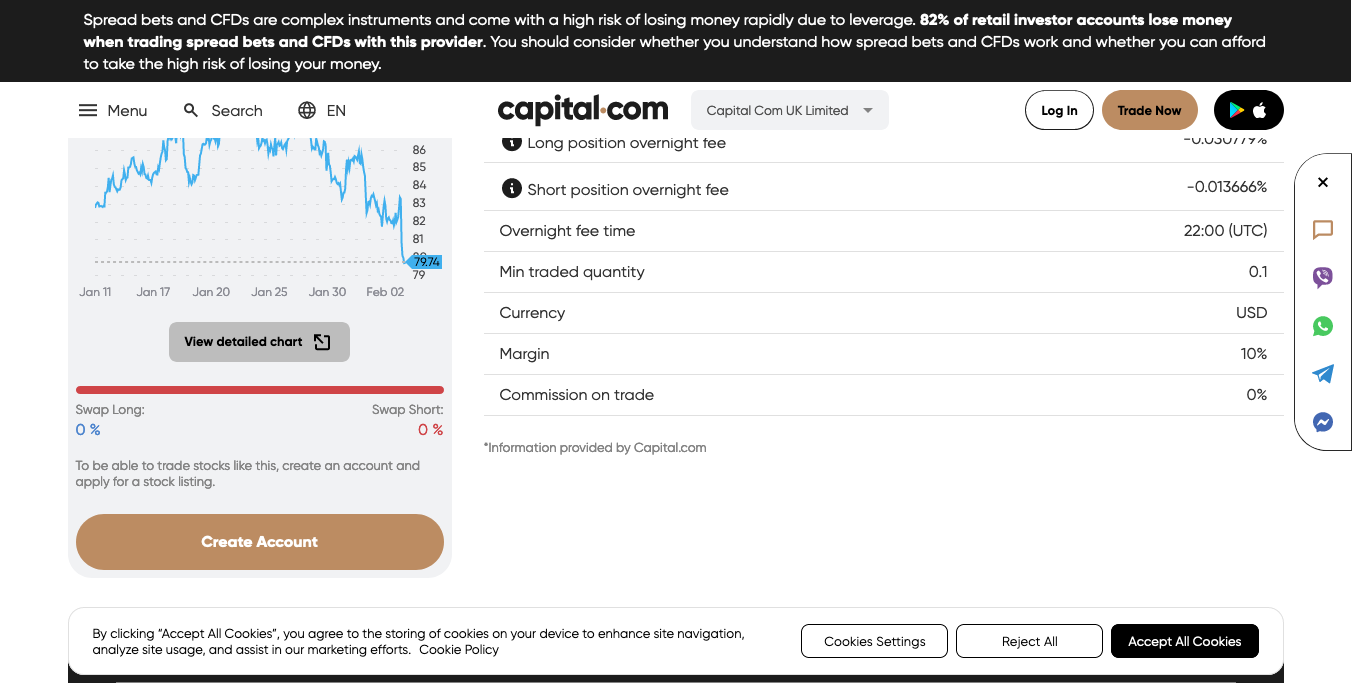 Spread bets and CFDs are complex instruments and come with a high risk of losing money rapidly due to leverage. 82% of retail investor accounts lose money
when trading spread bets and CFDs with this provider. You should consider whether you understand how spread bets and CFDs work and whether you can afford
to take the high risk of losing your money.
Menu
Search
EN
capital.com
Capital Com UK Limited
Log In
Trade Now
86
85
84
83
82
81
79.74
79
Jan 11
Jan 17
Jan 20
Jan 25
Jan 30
Feb 02
View detailed chart
Swap Long:
Swap Short:
0 %
0 %
To be able to trade stocks like this, create an account and
apply for a stock listing.
Create Account
Long position overnight fee
Short position overnight fee -0.013666%
Overnight fee time 22:00 (UTC)
Min traded quantity 0.1
Currency USD
Margin 10%
Commission on trade 0%
*Information provided by Capital.com
By clicking “Accept All Cookies”, you agree to the storing of cookies on your device to enhance site navigation,
analyze site usage, and assist in our marketing efforts. Cookie Policy
Cookies Settings
Reject All
Accept All Cookies